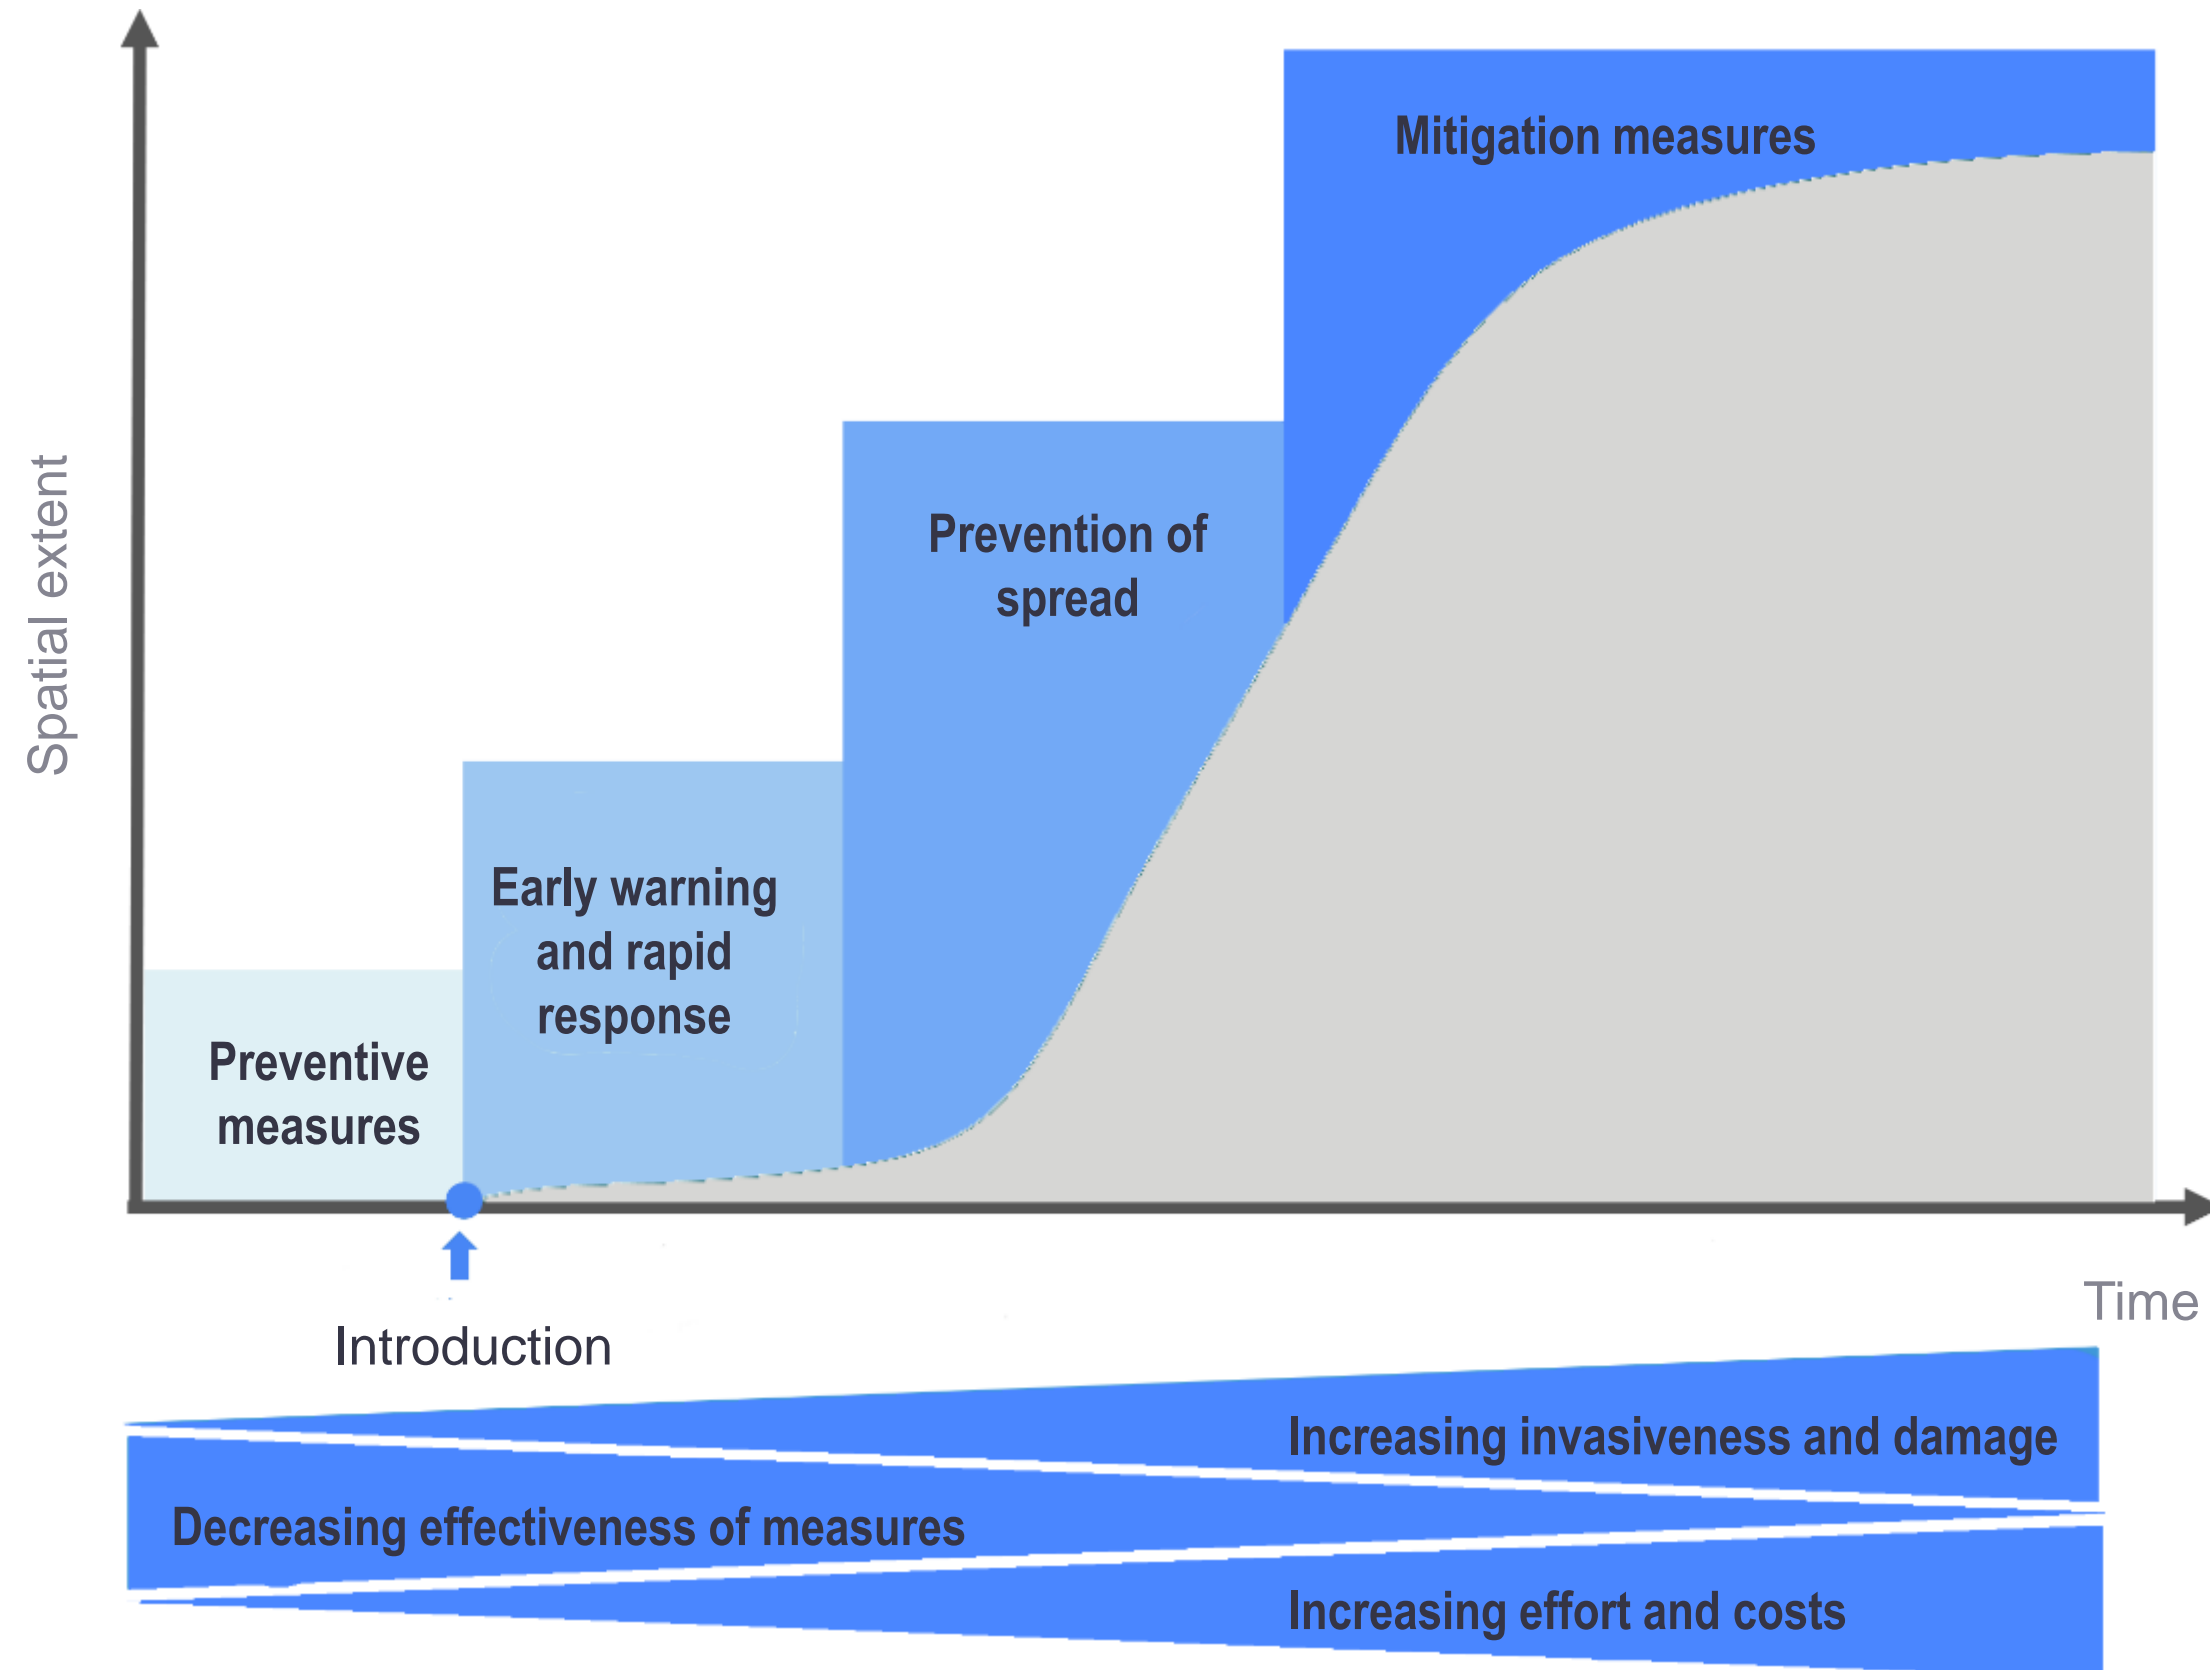 Mitigation measures
Spatial extent
Prevention of
spread
Early warning
and rapid
response
Preventive
measures
Time
Introduction
Increasing invasiveness and damage
Decreasing effectiveness of measures
Increasing effort and costs